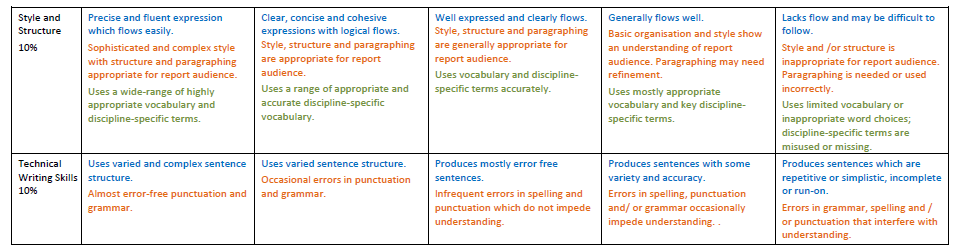 Style and
Structure
10%
Precise and fluent expression
which flows easily.
Sophisticated and complex style
with structure and paragraphing
appropriate for report audience.
Uses a wide-range of highly
appropriate vocabulary and
discipline-specific terms.
Clear, concise and cohesive
expressions with logical flows.
Style, structure and paragraphing
are appropriate for report
audience.
Uses a range of appropriate and
accurate discipline-specific
vocabulary.
Well expressed and clearly flows.
Style, structure and paragraphing
are generally appropriate for
report audience.
Uses vocabulary and discipline-
specific terms accurately.
Generally flows well.
Basic organisation and style show
an understanding of report
audience. Paragraphing may need
refinement.
Uses mostly appropriate
vocabulary and key discipline-
specific terms.
Lacks flow and may be difficult to
follow.
Style and /or structure is
inappropriate for report audience.
Paragraphing is needed or used
incorrectly.
Uses limited vocabulary or
inappropriate word choices;
discipline-specific terms are
misused or missing.
Technical
Writing Skills
10%
Uses varied and complex sentence
structure.
Almost error-free punctuation and
grammar.
Uses varied sentence structure.
Occasional errors in punctuation
and grammar.
Produces mostly error free
sentences.
Infrequent errors in spelling and
punctuation which do not impede
understanding.
Produces sentences with some
variety and accuracy.
Errors in spelling, punctuation
and/ or grammar occasionally
impede understanding. .
Produces sentences which are
repetitive or simplistic, incomplete
or run-on.
Errors in grammar, spelling and /
or punctuation that interfere with
understanding.